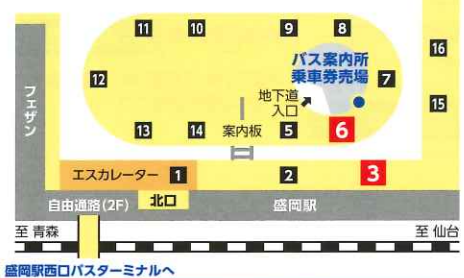 11
10
9
8
16
バス案内所
乗車券売場
12
7
地下道
入口
15
フェザン
13
14
案内板
5
6
エスカレーター 1
2
3
自由通路(2F)
北口
盛岡駅
至 青森
至 仙台
盛岡駅西口バスターミナルへ